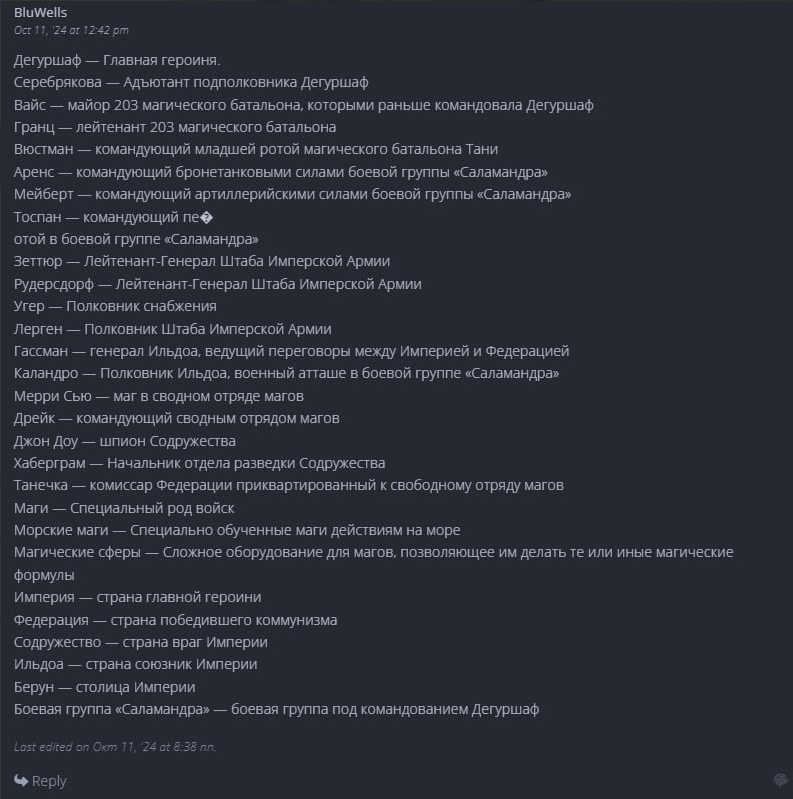 BluWells
Oct 11, '24 at 12:42 pm
Дегуршаф — Главная героиня.
Серебрякова — Адъютант подполковника Дегуршаф
Вайс — майор 203 магического батальона, которыми раньше командовала Дегуршаф
Гранц — лейтенант 203 магического батальона
Вюстман — командующий младшей ротой магического батальона Тани
Аренс — командующий бронетанковыми силами боевой группы «Саламандра»
Мейберт — командующий артиллерийскими силами боевой группы «Саламандра»
Тоспан — командующий пе�
отой в боевой группе «Саламандра»
Зеттюр — Лейтенант-Генерал Штаба Имперской Армии
Рудерсдорф — Лейтенант-Генерал Штаба Имперской Армии
Угер — Полковник снабжения
Лерген — Полковник Штаба Имперской Армии
Гассман — генерал Ильдоа, ведущий переговоры между Империей и Федерацией
Каландро — Полковник Ильдоа, военный атташе в боевой группе «Саламандра»
Мерри Сью — маг в сводном отряде магов
Дрейк — командующий сводным отрядом магов
Джон Доу — шпион Содружества
Хаберграм — Начальник отдела разведки Содружества
Танечка — комиссар Федерации приквартированный к свободному отряду магов
Маги — Специальный род войск
Морские маги — Специально обученные маги действиям на море
Магические сферы — Сложное оборудование для магов, позволяющее им делать те или иные магические
формулы
Империя — страна главной героини
Федерация — страна победившего коммунизма
Содружество — страна враг Империи
Ильдоа — страна союзник Империи
Берун — столица Империи
Боевая группа «Саламандра» — боевая группа под командованием Дегуршаф
Last edited on Окт 11, '24 at 8:38 пп.
Reply